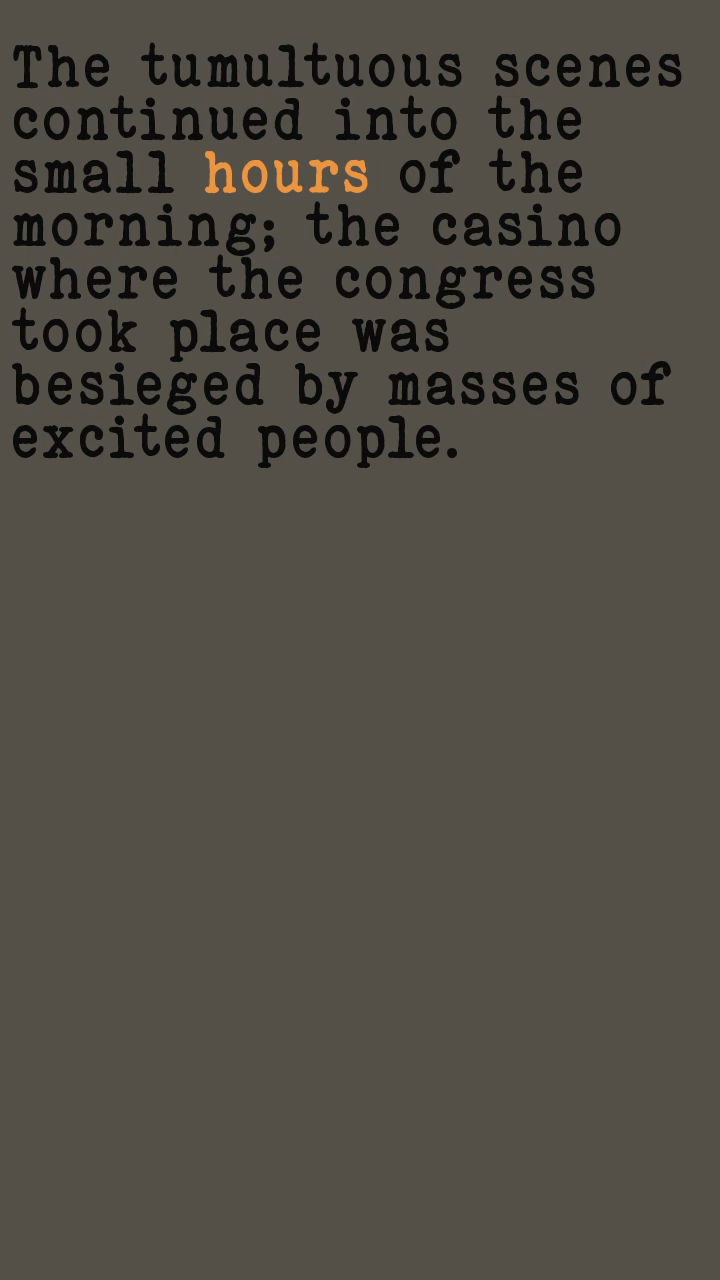 The tumultuous scenes
continued into the
small hours of the
morning; the casino
where the congress
took place was
besieged by masses of
excited people.